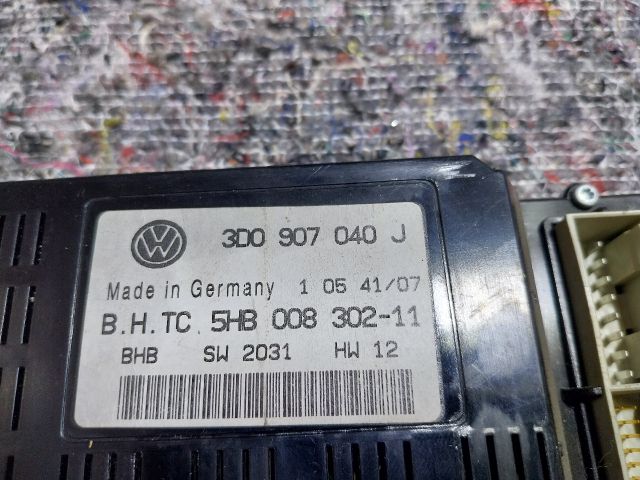 3D0 907 040 J
Made in Germany 1 05 41/07
B.H.TC 5HB 008 302-11
BHB SW 2031 HW 12